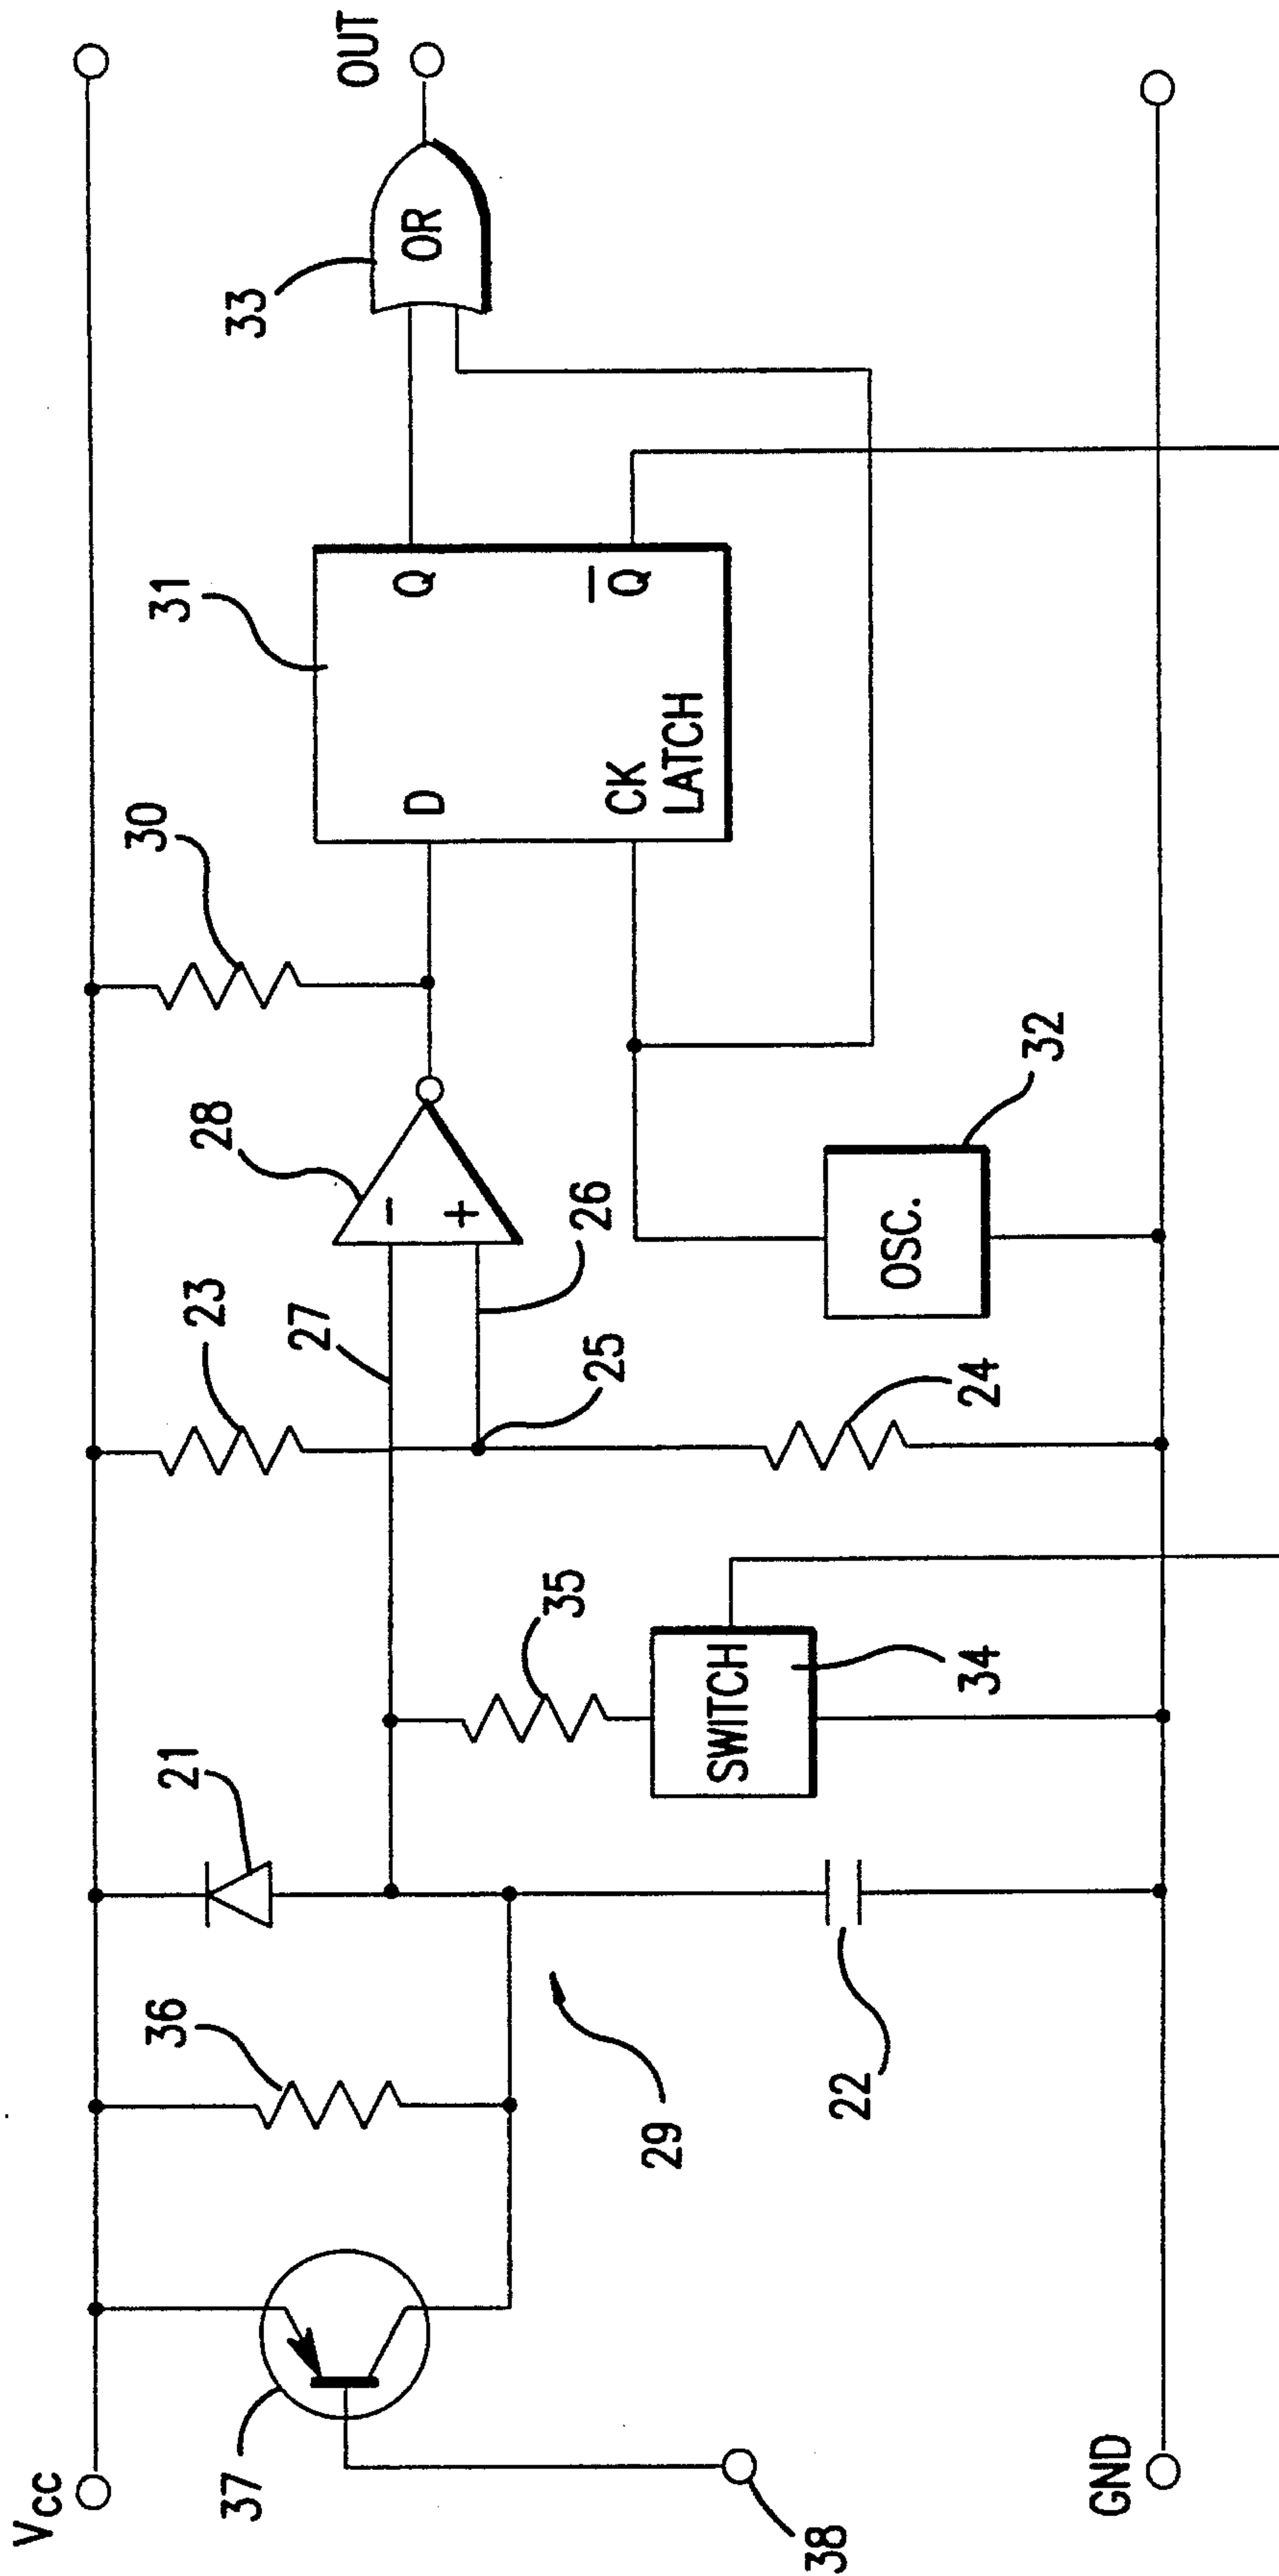 VCC
37
38
GND
36
29
22
21
35
SWITCH
34
23
27
25
24
26
28
- +
OSC.
32
30
31
D
CK
LATCH
Q
Q̅
33
OR
OUT